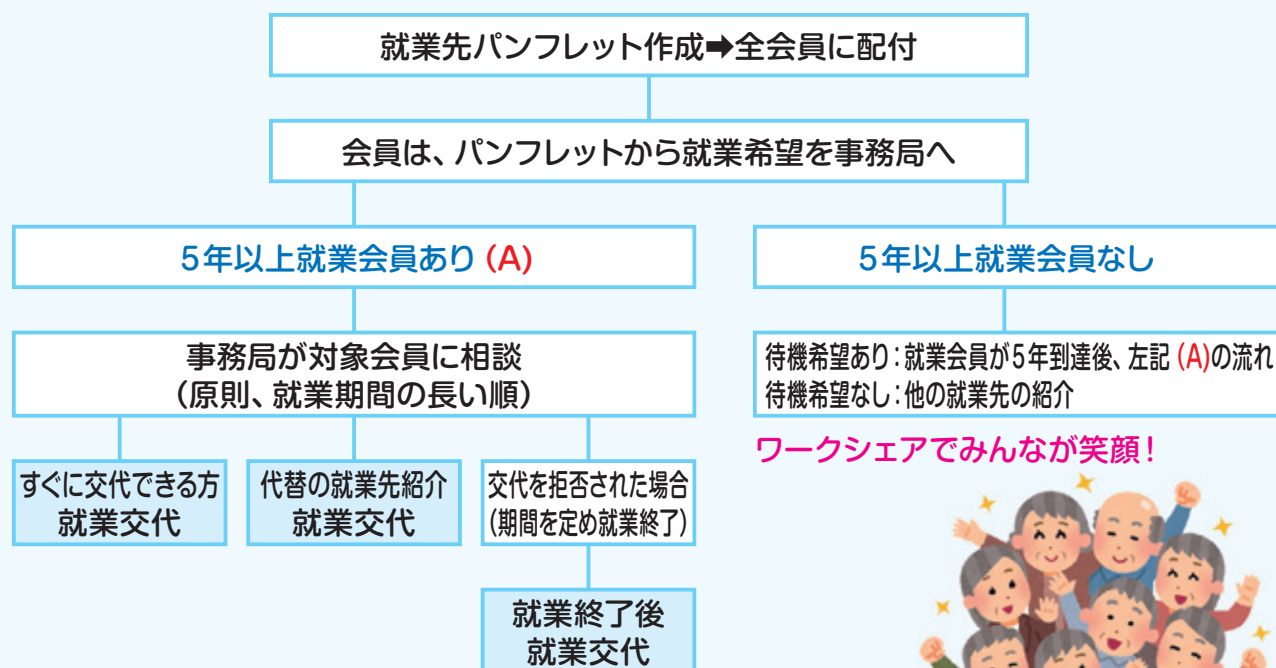 就業先パンフレット作成➡全会員に配付
会員は、パンフレットから就業希望を事務局へ
5年以上就業会員あり(A)
5年以上就業会員なし
事務局が対象会員に相談
(原則、就業期間の長い順)
待機希望あり:就業会員が5年到達後、左記(A)の流れ
待機希望なし:他の就業先の紹介
ワークシェアでみんなが笑顔!
すぐに交代できる方
就業交代
代替の就業先紹介
就業交代
交代を拒否された場合
(期間を定め就業終了)
就業終了後
就業交代